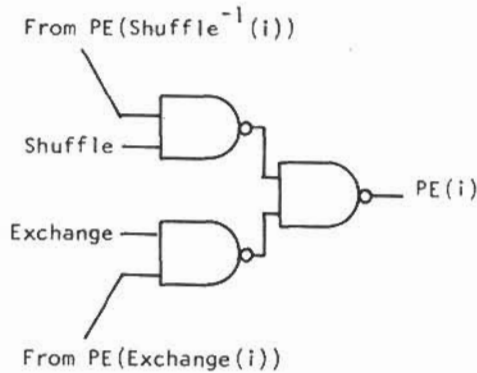 From PE(Shuffle⁻¹(i))
Shuffle
PE(i)
Exchange
From PE(Exchange(i))